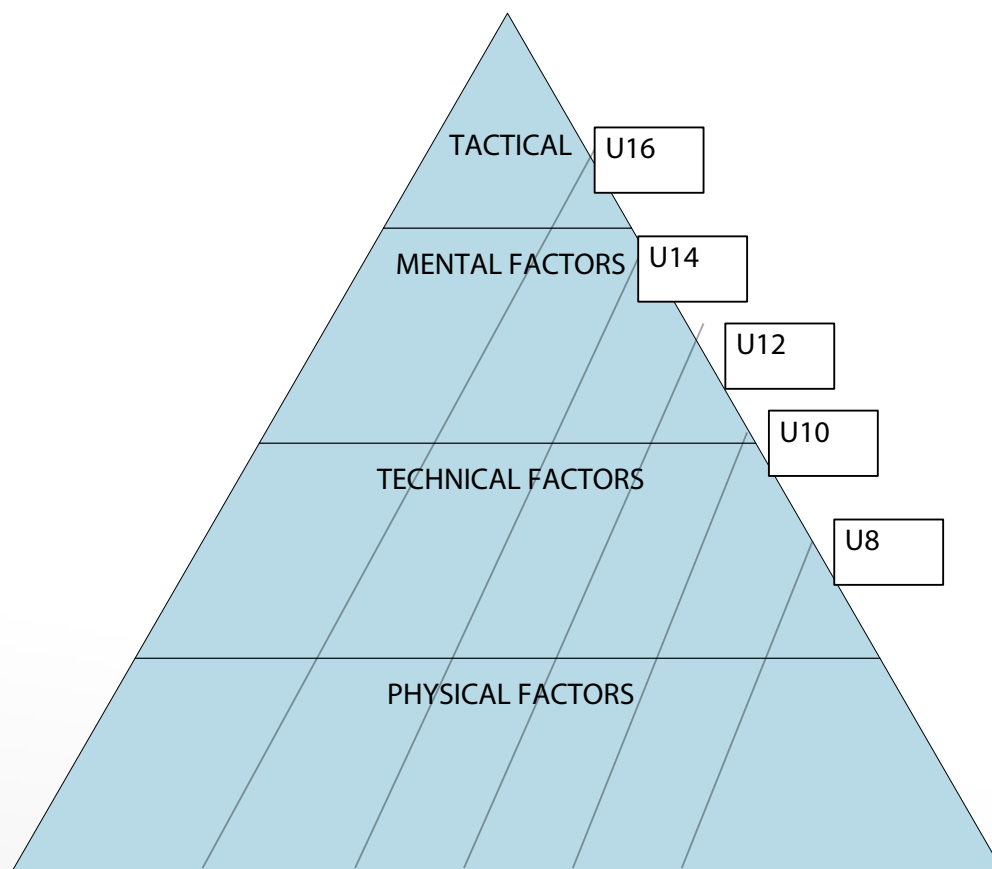 TACTICAL
U16
MENTAL FACTORS
U14
U12
U10
TECHNICAL FACTORS
U8
PHYSICAL FACTORS